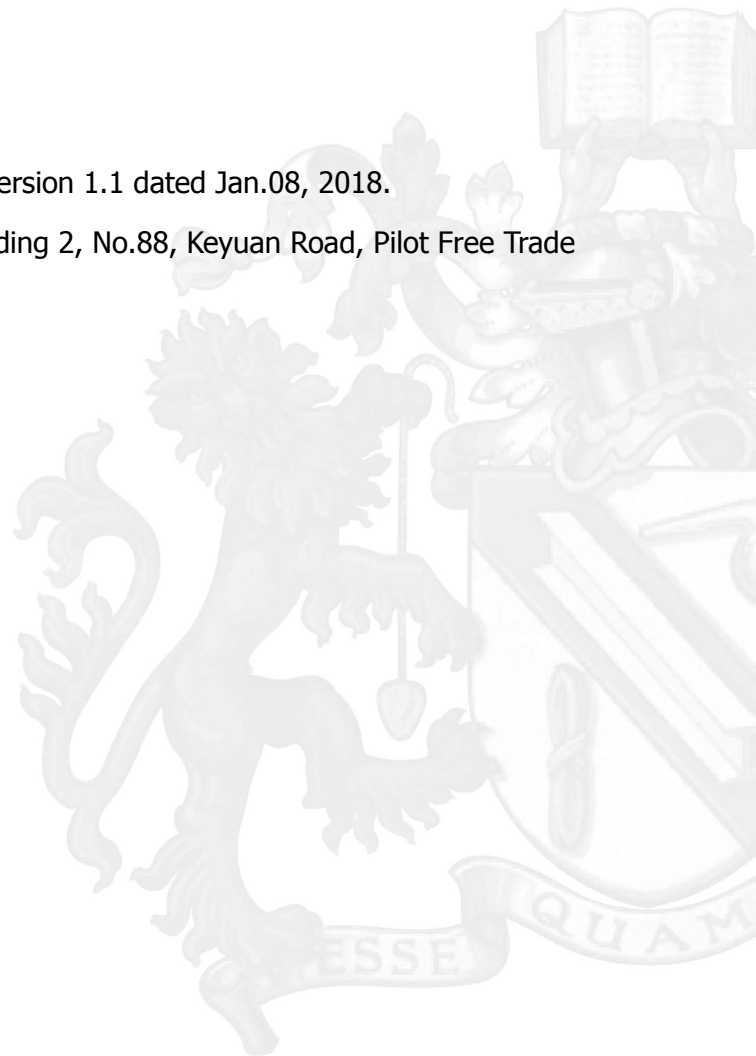 ersion 1.1 dated Jan.08, 2018.
ding 2, No.88, Keyuan Road, Pilot Free Trade
ESSE QUAM